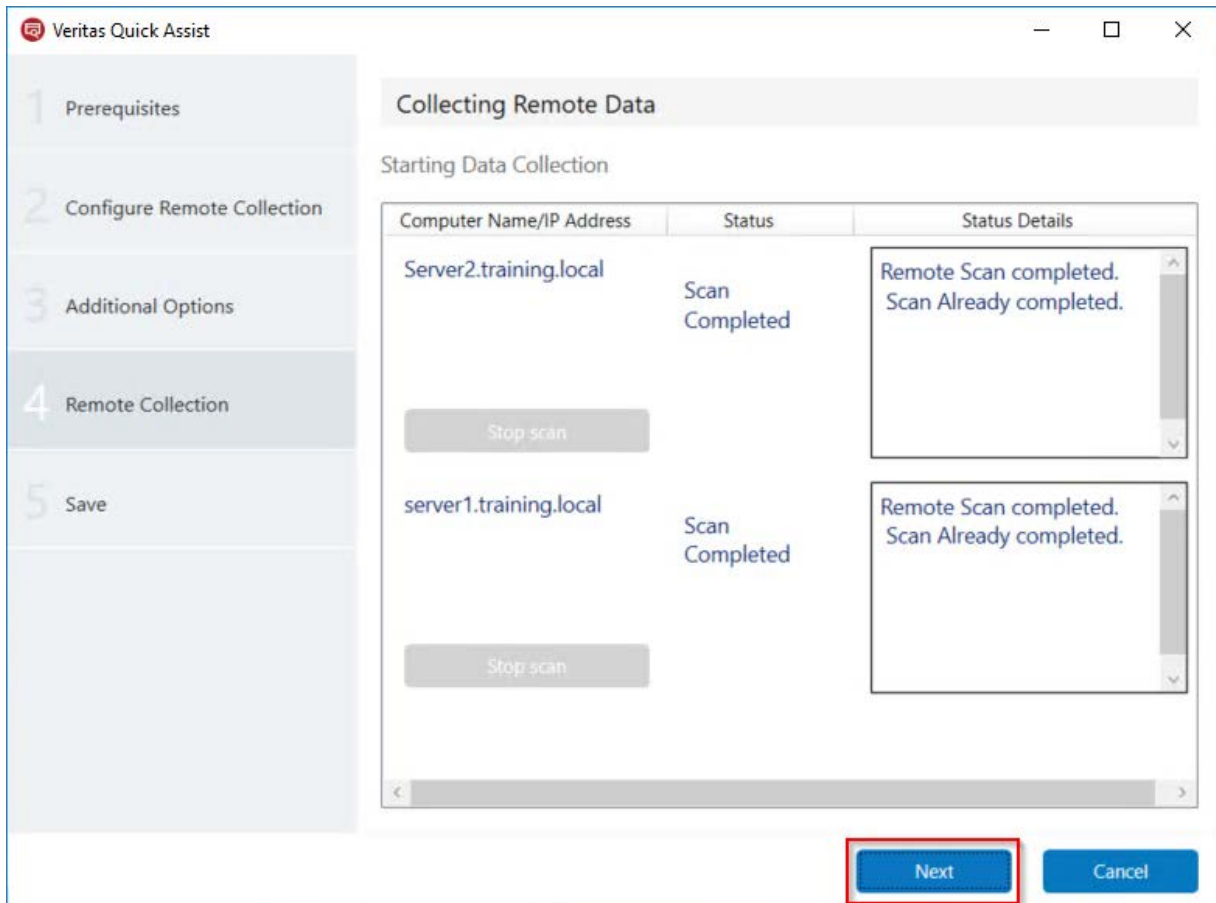 Veritas Quick Assist
1 Prerequisites
2 Configure Remote Collection
3 Additional Options
4 Remote Collection
5 Save
Collecting Remote Data
Starting Data Collection
Computer Name/IP Address Status Status Details
Server2.training.local
Scan
Completed
Remote Scan completed.
Scan Already completed.
Stop scan
server1.training.local
Scan
Completed
Remote Scan completed.
Scan Already completed.
Stop scan
Next Cancel